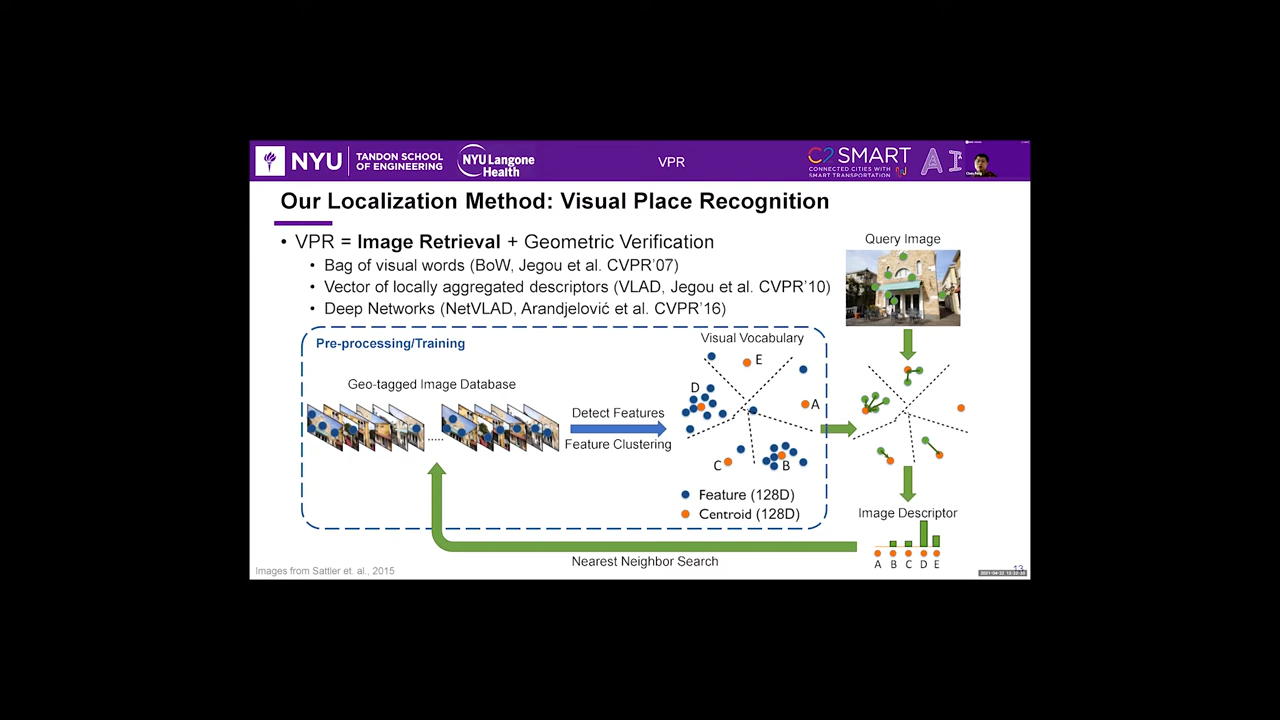 NYU
TANDON SCHOOL
OF ENGINEERING
NYU Langone
Health
VPR
C2 SMART
CONNECTED CITIES WITH
SMART TRANSPORTATION
Our Localization Method: Visual Place Recognition
• VPR = Image Retrieval + Geometric Verification
• Bag of visual words (BoW, Jegou et al. CVPR'07)
• Vector of locally aggregated descriptors (VLAD, Jegou et al. CVPR'10)
• Deep Networks (NetVLAD, Arandjelović et al. CVPR'16)
Query Image
Pre-processing/Training
Visual Vocabulary
Geo-tagged Image Database
Detect Features
Feature Clustering
.....
E
D
A
C
B
Feature (128D)
Centroid (128D)
Image Descriptor
A B C D E
Nearest Neighbor Search
Images from Sattler et. al., 2015
13